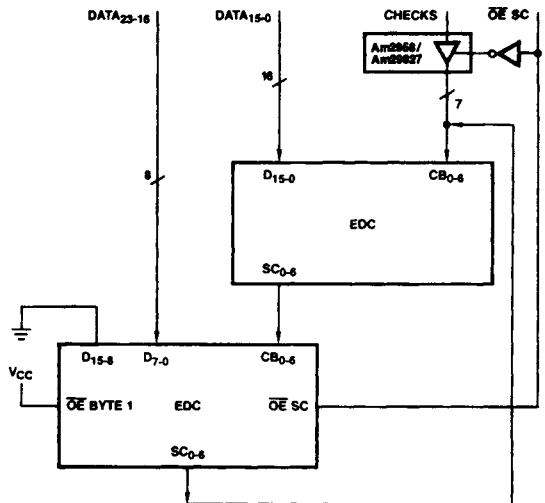 DATA23-16 DATA15-0 CHECKS OE SC
Am2958/
Am29827
16
7
8
D15-0 CB0-6
EDC
SC0-6
D15-8 D7-0 CB0-6
VCC
OE BYTE 1 EDC OE SC
SC0-6